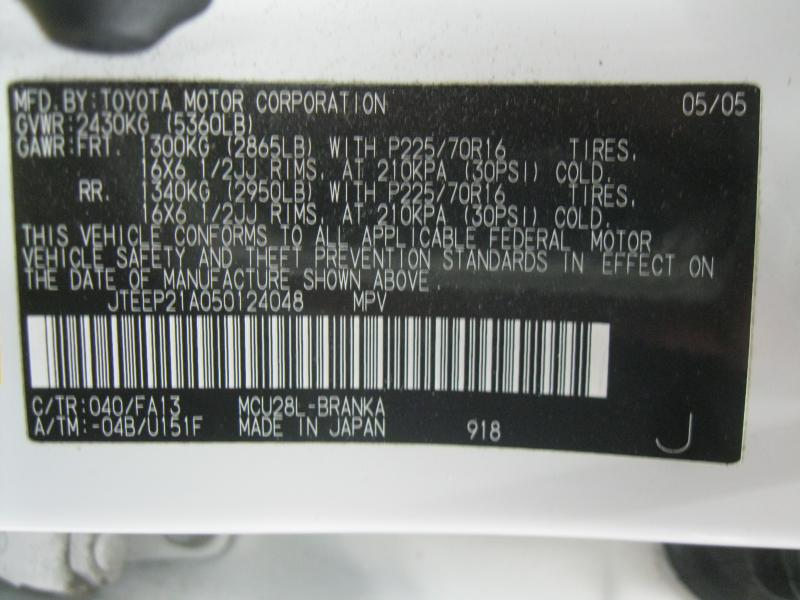 MFD. BY: TOYOTA MOTOR CORPORATION 05/05
GVWR: 2430KG (5360LB)
GAWR: FRT. 1300KG (2865LB) WITH P225/70R16 TIRES,
16X6 1/2JJ RIMS, AT 210KPA (30PSI) COLD.
RR. 1340KG (2950LB) WITH P225/70R16 TIRES,
16X6 1/2JJ RIMS, AT 210KPA (30PSI) COLD.
THIS VEHICLE CONFORMS TO ALL APPLICABLE FEDERAL MOTOR
VEHICLE SAFETY AND THEFT PREVENTION STANDARDS IN EFFECT ON
THE DATE OF MANUFACTURE SHOWN ABOVE.
JTEEP21A050124048 MPV
C/TR: 040/FA13 MCU28L-BRANKA
A/TM: -04B/U151F MADE IN JAPAN 918 J